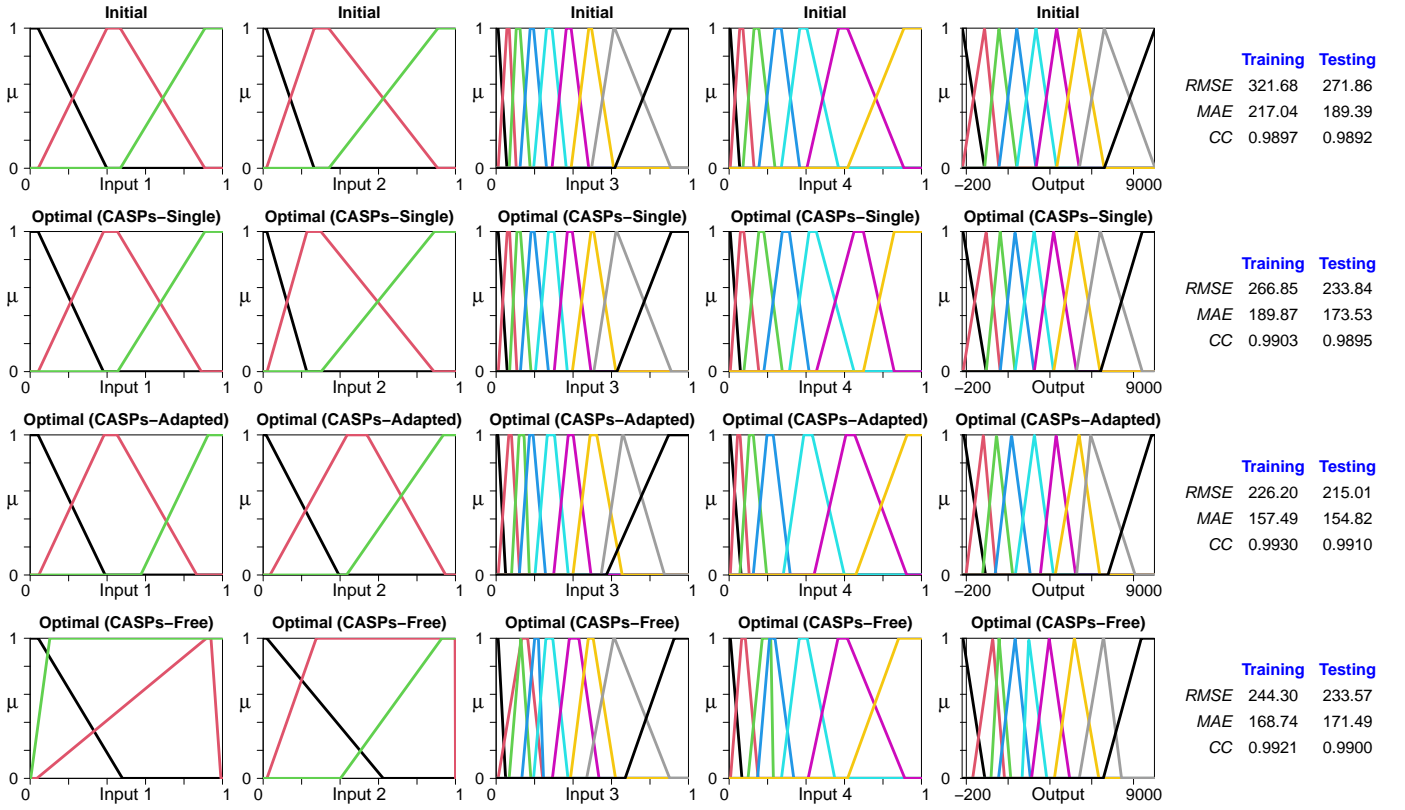 Initial Initial Initial Initial Initial
1 1 1 1 1
μ μ μ μ μ
0 0 0 0 0
0 Input 1 1 0 Input 2 1 0 Input 3 1 0 Input 4 1 −200 Output 9000
Training Testing
RMSE 321.68 271.86
MAE 217.04 189.39
CC 0.9897 0.9892
Optimal (CASPs−Single) Optimal (CASPs−Single) Optimal (CASPs−Single) Optimal (CASPs−Single) Optimal (CASPs−Single)
1 1 1 1 1
μ μ μ μ μ
0 0 0 0 0
0 Input 1 1 0 Input 2 1 0 Input 3 1 0 Input 4 1 −200 Output 9000
Training Testing
RMSE 266.85 233.84
MAE 189.87 173.53
CC 0.9903 0.9895
Optimal (CASPs−Adapted) Optimal (CASPs−Adapted) Optimal (CASPs−Adapted) Optimal (CASPs−Adapted) Optimal (CASPs−Adapted)
1 1 1 1 1
μ μ μ μ μ
0 0 0 0 0
0 Input 1 1 0 Input 2 1 0 Input 3 1 0 Input 4 1 −200 Output 9000
Training Testing
RMSE 226.20 215.01
MAE 157.49 154.82
CC 0.9930 0.9910
Optimal (CASPs−Free) Optimal (CASPs−Free) Optimal (CASPs−Free) Optimal (CASPs−Free) Optimal (CASPs−Free)
1 1 1 1 1
μ μ μ μ μ
0 0 0 0 0
0 Input 1 1 0 Input 2 1 0 Input 3 1 0 Input 4 1 −200 Output 9000
Training Testing
RMSE 244.30 233.57
MAE 168.74 171.49
CC 0.9921 0.9900